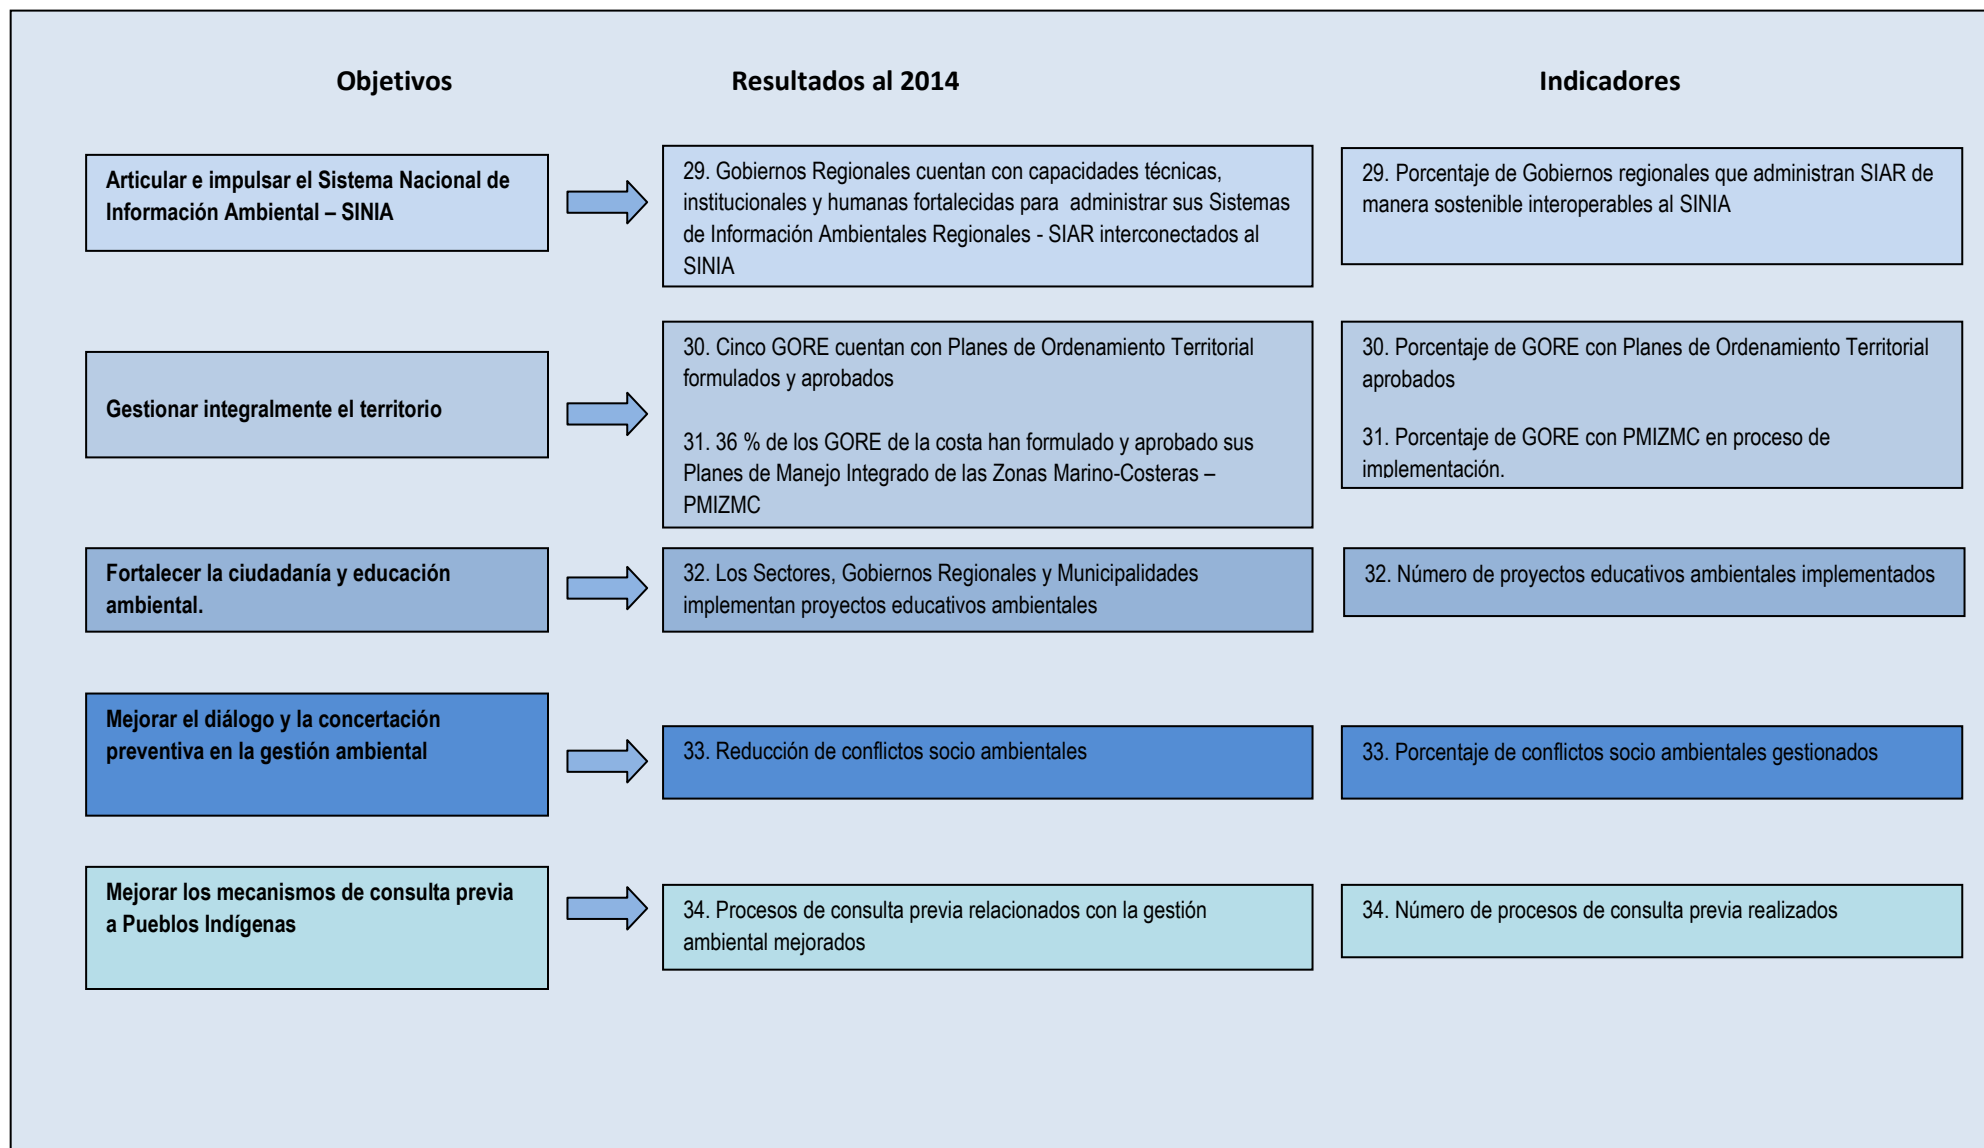 Objetivos
Resultados al 2014
Indicadores
Articular e impulsar el Sistema Nacional de
Información Ambiental – SINIA
29. Gobiernos Regionales cuentan con capacidades técnicas,
institucionales y humanas fortalecidas para administrar sus Sistemas
de Información Ambientales Regionales - SIAR interconectados al
SINIA
29. Porcentaje de Gobiernos regionales que administran SIAR de
manera sostenible interoperables al SINIA
Gestionar integralmente el territorio
30. Cinco GORE cuentan con Planes de Ordenamiento Territorial
formulados y aprobados
31. 36 % de los GORE de la costa han formulado y aprobado sus
Planes de Manejo Integrado de las Zonas Marino-Costeras –
PMIZMC
30. Porcentaje de GORE con Planes de Ordenamiento Territorial
aprobados
31. Porcentaje de GORE con PMIZMC en proceso de
implementación.
Fortalecer la ciudadanía y educación
ambiental.
32. Los Sectores, Gobiernos Regionales y Municipalidades
implementan proyectos educativos ambientales
32. Número de proyectos educativos ambientales implementados
Mejorar el diálogo y la concertación
preventiva en la gestión ambiental
33. Reducción de conflictos socio ambientales
33. Porcentaje de conflictos socio ambientales gestionados
Mejorar los mecanismos de consulta previa
a Pueblos Indígenas
34. Procesos de consulta previa relacionados con la gestión
ambiental mejorados
34. Número de procesos de consulta previa realizados